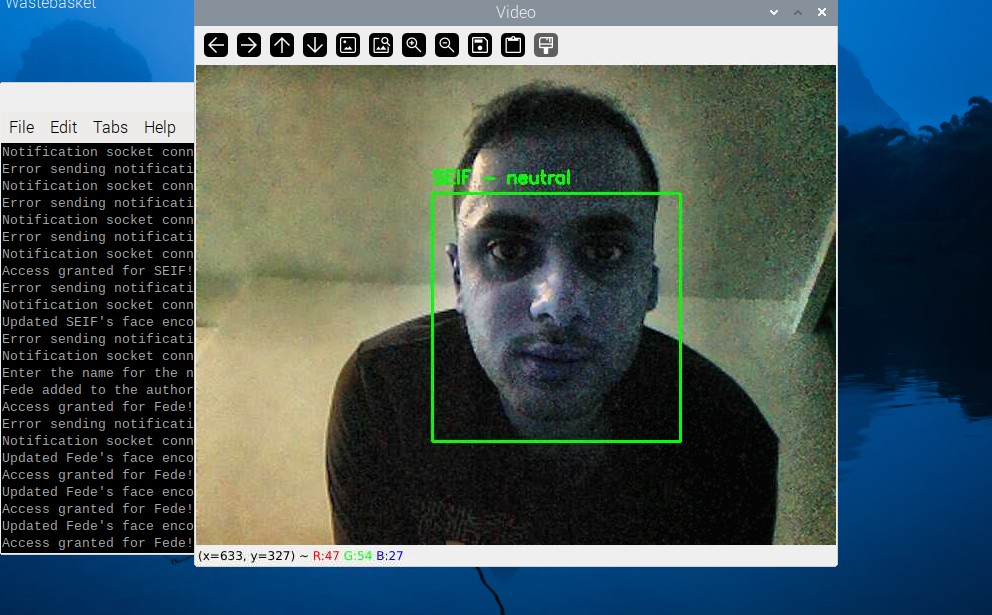 Wastebasket
Video
File Edit Tabs Help
Notification socket conn
Error sending notificati
Notification socket conn
Error sending notificati
Notification socket conn
Error sending notificati
Notification socket conn
Access granted for SEIF!
Error sending notificati
Notification socket conn
Updated SEIF's face enco
Error sending notificati
Notification socket conn
Enter the name for the n
Fede added to the author
Access granted for Fede!
Error sending notificati
Notification socket conn
Updated Fede's face enco
Access granted for Fede!
Updated Fede's face enco
Access granted for Fede!
Updated Fede's face enco
Access granted for Fede!
SEIF - neutral
(x=633, y=327) ~ R:47 G:54 B:27